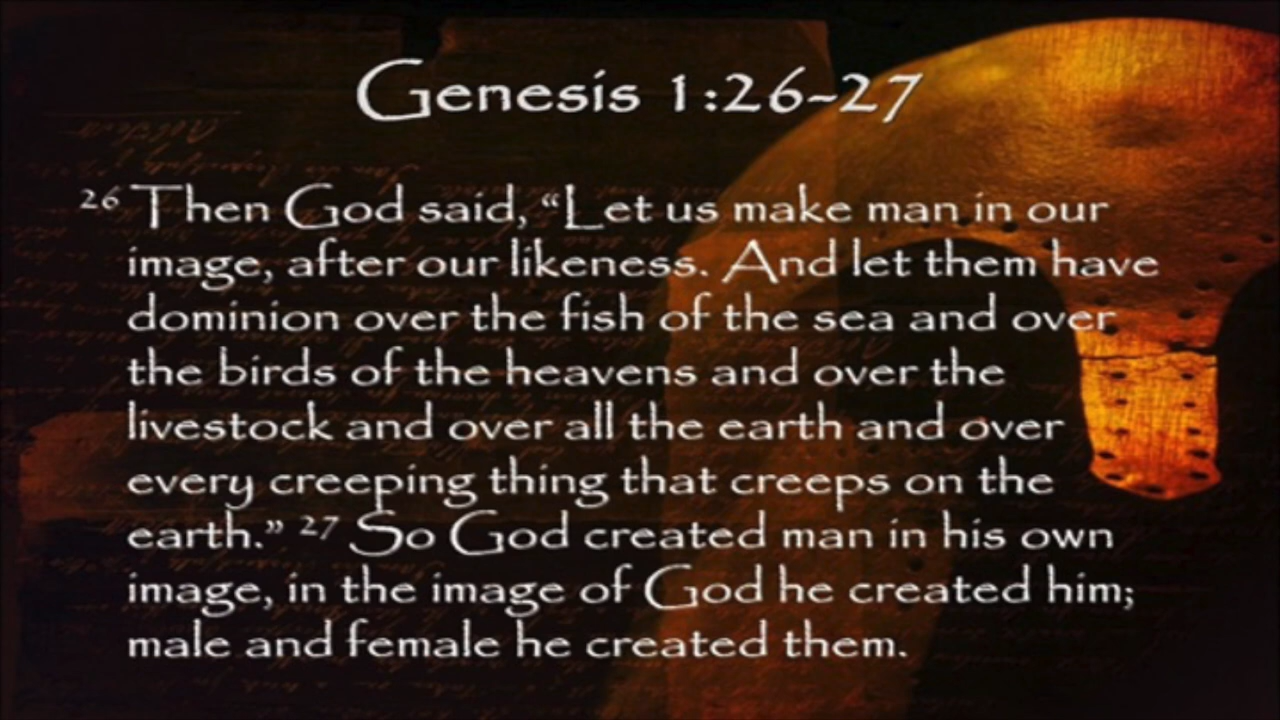 Genesis 1:26-27
26 Then God said, “Let us make man in our
image, after our likeness. And let them have
dominion over the fish of the sea and over
the birds of the heavens and over the
livestock and over all the earth and over
every creeping thing that creeps on the
earth.” 27 So God created man in his own
image, in the image of God he created him;
male and female he created them.